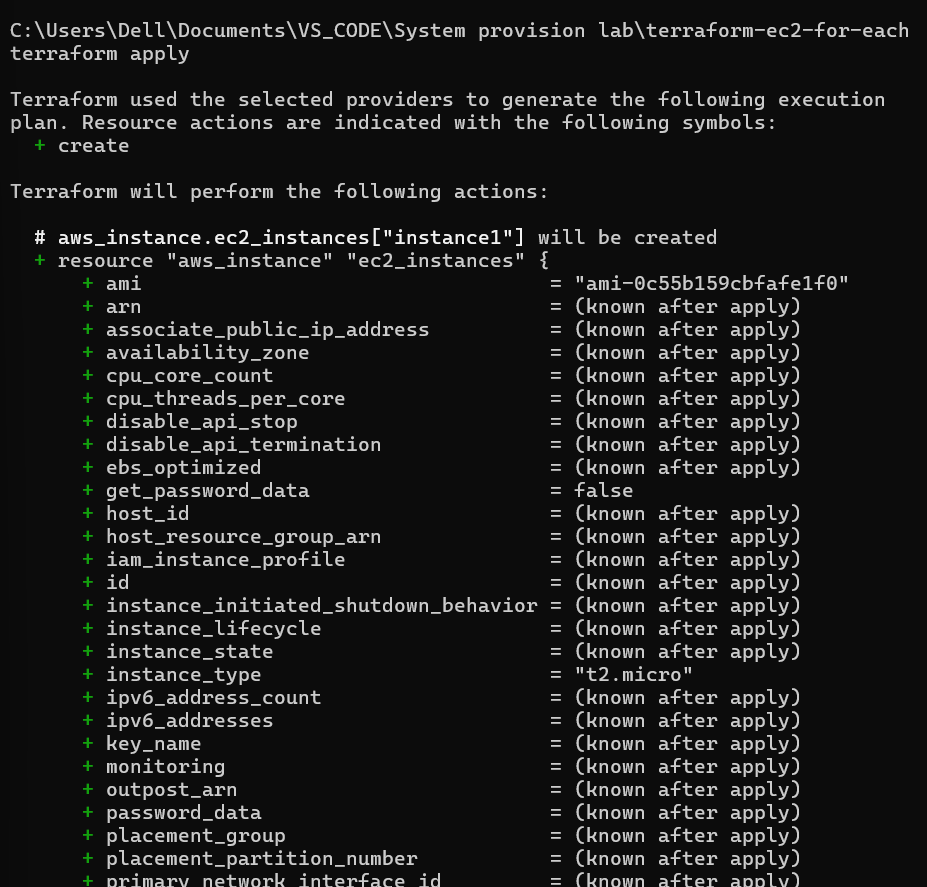 C:\Users\Dell\Documents\VS_CODE\System provision lab\terraform-ec2-for-each
terraform apply
Terraform used the selected providers to generate the following execution
plan. Resource actions are indicated with the following symbols:
+ create
Terraform will perform the following actions:
# aws_instance.ec2_instances["instance1"] will be created
+ resource "aws_instance" "ec2_instances" {
+ ami = "ami-0c55b159cbfafe1f0"
+ arn = (known after apply)
+ associate_public_ip_address = (known after apply)
+ availability_zone = (known after apply)
+ cpu_core_count = (known after apply)
+ cpu_threads_per_core = (known after apply)
+ disable_api_stop = (known after apply)
+ disable_api_termination = (known after apply)
+ ebs_optimized = (known after apply)
+ get_password_data = false
+ host_id = (known after apply)
+ host_resource_group_arn = (known after apply)
+ iam_instance_profile = (known after apply)
+ id = (known after apply)
+ instance_initiated_shutdown_behavior = (known after apply)
+ instance_lifecycle = (known after apply)
+ instance_state = (known after apply)
+ instance_type = "t2.micro"
+ ipv6_address_count = (known after apply)
+ ipv6_addresses = (known after apply)
+ key_name = (known after apply)
+ monitoring = (known after apply)
+ outpost_arn = (known after apply)
+ password_data = (known after apply)
+ placement_group = (known after apply)
+ placement_partition_number = (known after apply)
+ primary_network_interface_id = (known after apply)